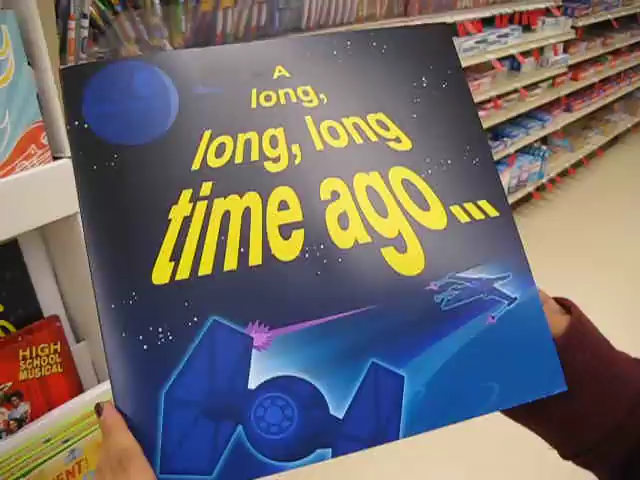 A
long,
long, long
time ago...
HIGH
SCHOOL
MUSICAL